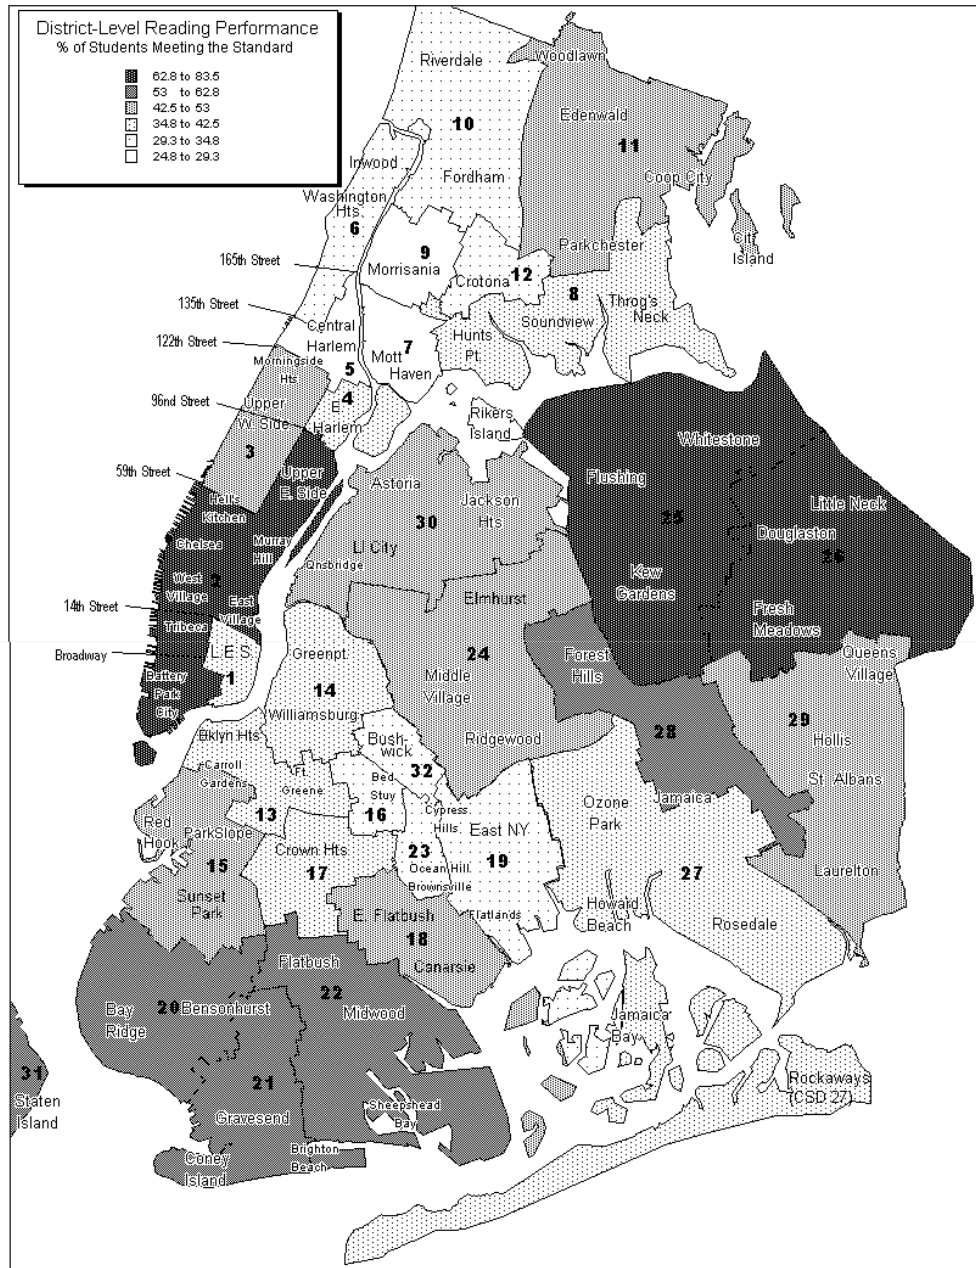 District-Level Reading Performance
% of Students Meeting the Standard
62.8 to 83.5
53 to 62.8
42.5 to 53
34.8 to 42.5
29.3 to 34.8
24.8 to 29.3
Riverdale
Woodlawn
10
Edenwald
11
Inwood
Fordham
Coop City
Washington
Hts.
6
165th Street
9
Morrisania
Parkchester
City
Island
Crotona
12
8
135th Street
Central
Harlem
Soundview
Throg's
Neck
122th Street
Morningside
Hts
5
7
Mott
Haven
Hunts
Pt.
96nd Street
Upper
W. Side
4
E.
Harlem
Rikers
Island
3
Whitestone
59th Street
Hell's
Kitchen
Upper
E. Side
Astoria
Jackson
Hts
Flushing
Little Neck
Chelsea
Murray
Hill
30
LI City
25
Douglaston
26
Qnsbridge
West
Village
2
Kew
Gardens
14th Street
East
Village
Elmhurst
Fresh
Meadows
Tribeca
Broadway
L.E.S.
1
Greenpt.
24
Forest
Hills
Queens
Village
Battery
Park
City
14
Williamsburg
Middle
Village
29
Hollis
Bklyn Hts
Bush-
wick
Ridgewood
28
St. Albans
Carroll
Gardens
Ft.
Greene
Bed
Stuy
32
Jamaica
Red
Hook
Park Slope
13
16
Cypress
Hills
Ozone
Park
Crown Hts
East NY
15
17
23
19
27
Laurelton
Ocean Hill
Brownsville
Sunset
Park
E. Flatbush
Flatlands
Howard
Beach
Rosedale
18
Canarsie
Flatbush
22
Bay
Ridge
20
Bensonhurst
Midwood
Jamaica
Bay
31
Staten
Island
21
Gravesend
Sheepshead
Bay
Rockaways
(CSD 27)
Coney
Island
Brighton
Beach